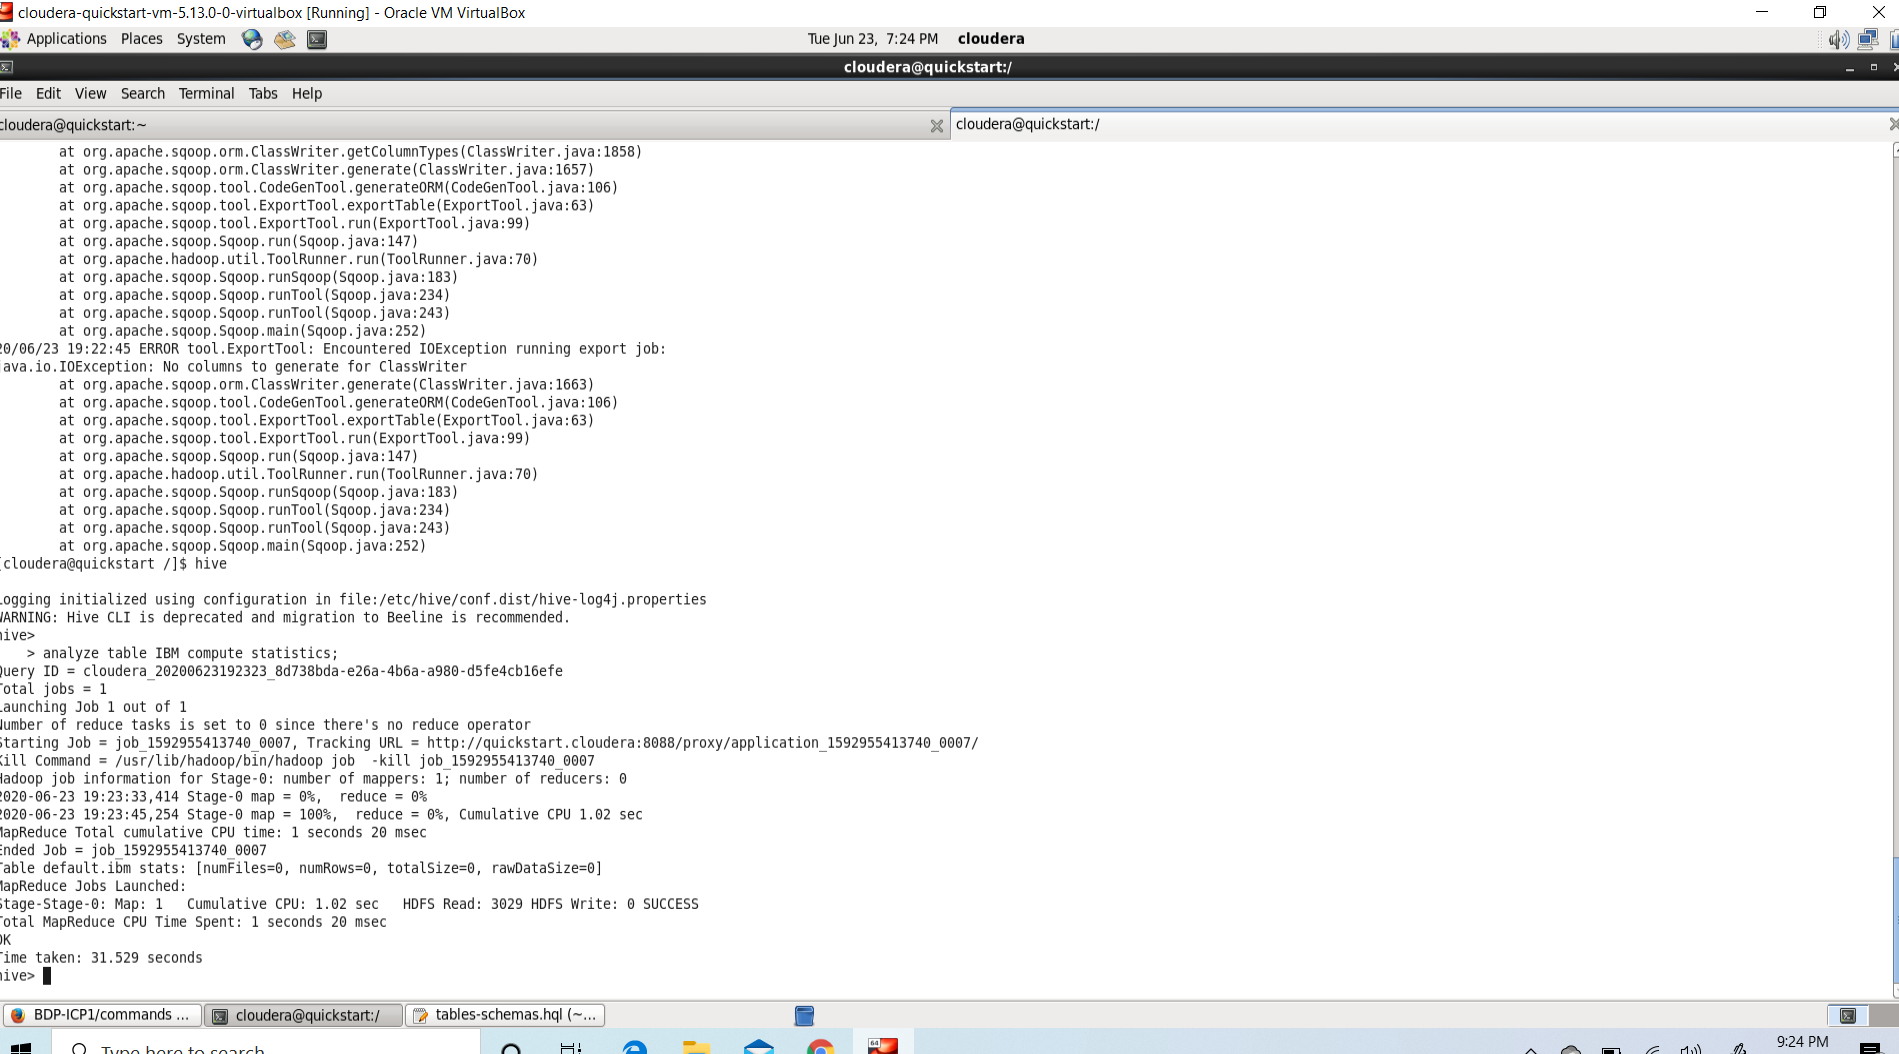 cloudera-quickstart-vm-5.13.0-0-virtualbox [Running] - Oracle VM VirtualBox
Applications Places System Tue Jun 23, 7:24 PM cloudera
cloudera@quickstart:/
File Edit View Search Terminal Tabs Help
cloudera@quickstart:~ cloudera@quickstart:/
at org.apache.sqoop.orm.ClassWriter.getColumnTypes(ClassWriter.java:1858)
at org.apache.sqoop.orm.ClassWriter.generate(ClassWriter.java:1657)
at org.apache.sqoop.tool.CodeGenTool.generateORM(CodeGenTool.java:106)
at org.apache.sqoop.tool.ExportTool.exportTable(ExportTool.java:63)
at org.apache.sqoop.tool.ExportTool.run(ExportTool.java:99)
at org.apache.sqoop.Sqoop.run(Sqoop.java:147)
at org.apache.hadoop.util.ToolRunner.run(ToolRunner.java:70)
at org.apache.sqoop.Sqoop.runSqoop(Sqoop.java:183)
at org.apache.sqoop.Sqoop.runTool(Sqoop.java:234)
at org.apache.sqoop.Sqoop.runTool(Sqoop.java:243)
at org.apache.sqoop.Sqoop.main(Sqoop.java:252)
20/06/23 19:22:45 ERROR tool.ExportTool: Encountered IOException running export job:
java.io.IOException: No columns to generate for ClassWriter
at org.apache.sqoop.orm.ClassWriter.generate(ClassWriter.java:1663)
at org.apache.sqoop.tool.CodeGenTool.generateORM(CodeGenTool.java:106)
at org.apache.sqoop.tool.ExportTool.exportTable(ExportTool.java:63)
at org.apache.sqoop.tool.ExportTool.run(ExportTool.java:99)
at org.apache.sqoop.Sqoop.run(Sqoop.java:147)
at org.apache.hadoop.util.ToolRunner.run(ToolRunner.java:70)
at org.apache.sqoop.Sqoop.runSqoop(Sqoop.java:183)
at org.apache.sqoop.Sqoop.runTool(Sqoop.java:234)
at org.apache.sqoop.Sqoop.runTool(Sqoop.java:243)
at org.apache.sqoop.Sqoop.main(Sqoop.java:252)
[cloudera@quickstart /]$ hive
Logging initialized using configuration in file:/etc/hive/conf.dist/hive-log4j.properties
WARNING: Hive CLI is deprecated and migration to Beeline is recommended.
hive>
> analyze table IBM compute statistics;
Query ID = cloudera_20200623192323_8d738bda-e26a-4b6a-a980-d5fe4cb16efe
Total jobs = 1
Launching Job 1 out of 1
Number of reduce tasks is set to 0 since there's no reduce operator
Starting Job = job_1592955413740_0007, Tracking URL = http://quickstart.cloudera:8088/proxy/application_1592955413740_0007/
Kill Command = /usr/lib/hadoop/bin/hadoop job  -kill job_1592955413740_0007
Hadoop job information for Stage-0: number of mappers: 1; number of reducers: 0
2020-06-23 19:23:33,414 Stage-0 map = 0%,  reduce = 0%
2020-06-23 19:23:45,254 Stage-0 map = 100%,  reduce = 0%, Cumulative CPU 1.02 sec
MapReduce Total cumulative CPU time: 1 seconds 20 msec
Ended Job = job_1592955413740_0007
Table default.ibm stats: [numFiles=0, numRows=0, totalSize=0, rawDataSize=0]
MapReduce Jobs Launched:
Stage-Stage-0: Map: 1   Cumulative CPU: 1.02 sec   HDFS Read: 3029 HDFS Write: 0 SUCCESS
Total MapReduce CPU Time Spent: 1 seconds 20 msec
OK
Time taken: 31.529 seconds
hive>
BDP-ICP1/commands ... cloudera@quickstart:/ tables-schemas.hql (~...
Type here to search 64 9:24 PM